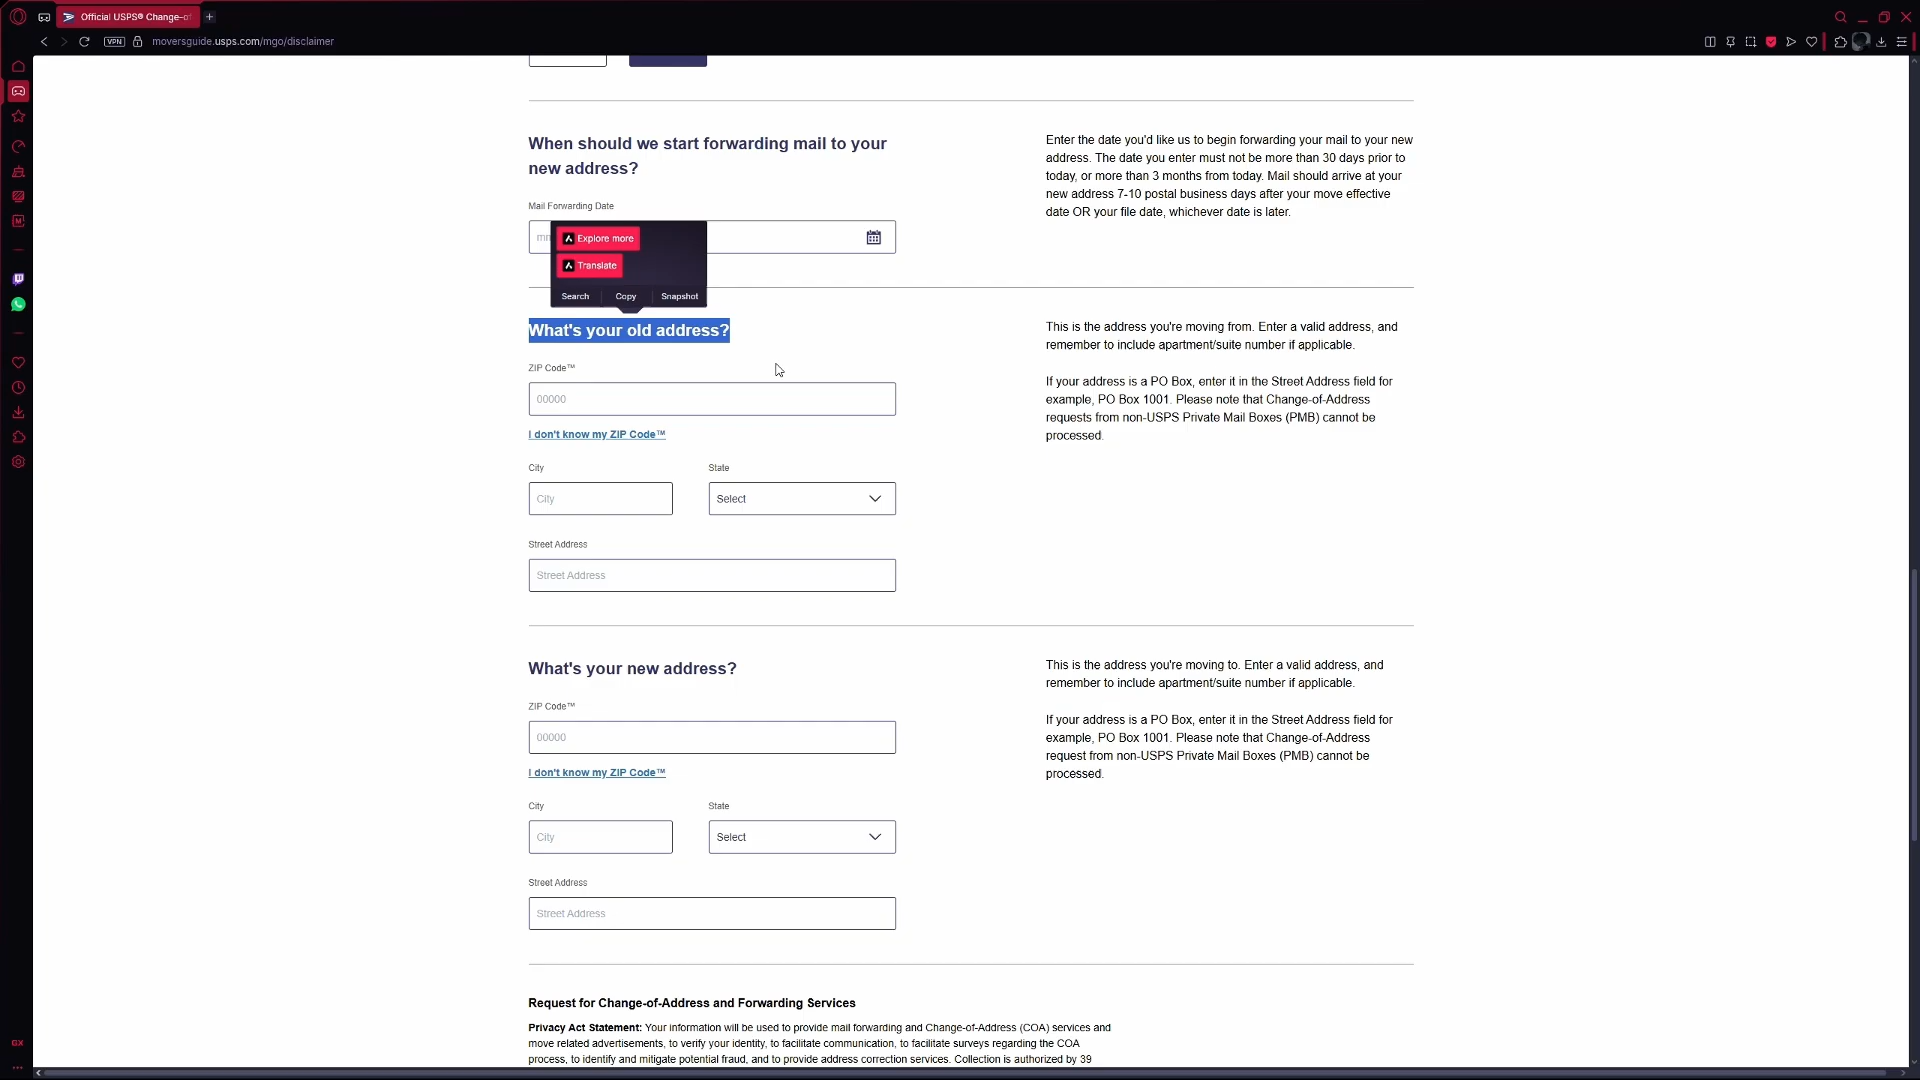 Official USPS® Change-of
VPN
moversguide.usps.com/mgo/disclaimer
When should we start forwarding mail to your
new address?
Enter the date you'd like us to begin forwarding your mail to your new
address. The date you enter must not be more than 30 days prior to
today, or more than 3 months from today. Mail should arrive at your
new address 7-10 postal business days after your move effective
date OR your file date, whichever date is later.
Mail Forwarding Date
Explore more
Translate
Search Copy Snapshot
What's your old address?
This is the address you're moving from. Enter a valid address, and
remember to include apartment/suite number if applicable.
If your address is a PO Box, enter it in the Street Address field for
example, PO Box 1001. Please note that Change-of-Address
requests from non-USPS Private Mail Boxes (PMB) cannot be
processed.
ZIP Code™
00000
I don't know my ZIP Code™
City State
City Select
Street Address
Street Address
What's your new address?
This is the address you're moving to. Enter a valid address, and
remember to include apartment/suite number if applicable.
If your address is a PO Box, enter it in the Street Address field for
example, PO Box 1001. Please note that Change-of-Address
request from non-USPS Private Mail Boxes (PMB) cannot be
processed.
ZIP Code™
00000
I don't know my ZIP Code™
City State
City Select
Street Address
Street Address
Request for Change-of-Address and Forwarding Services
Privacy Act Statement: Your information will be used to provide mail forwarding and Change-of-Address (COA) services and
move related advertisements, to verify your identity, to facilitate communication, to facilitate surveys regarding the COA
process, to identify and mitigate potential fraud, and to provide address correction services. Collection is authorized by 39
GX